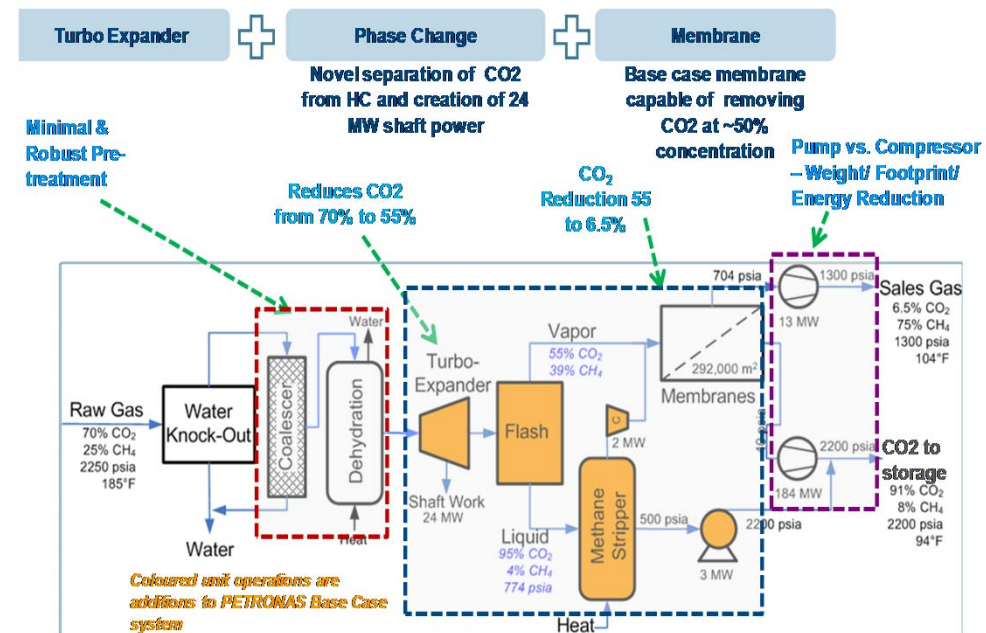 Turbo Expander
Phase Change
Membrane
Novel separation of CO2
from HC and creation of 24
MW shaft power
Base case membrane
capable of removing
CO2 at ~50%
concentration
Minimal &
Robust Pre-
treatment
Reduces CO2
from 70% to 55%
CO₂
Reduction 55
to 6.5%
Pump vs. Compressor
– Weight/ Footprint/
Energy Reduction
Raw Gas
70% CO₂
25% CH₄
2250 psia
185°F
Water
Knock-Out
Water
Coalescer
Water
Dehydration
Heat
Turbo-
Expander
Shaft Work
24 MW
Flash
Vapor
55% CO₂
39% CH₄
Liquid
95% CO₂
4% CH₄
774 psia
C
2 MW
Methane
Stripper
Heat
500 psia
3 MW
2200 psia
292,000 m²
Membranes
704 psia
13 MW
1300 psia
Sales Gas
6.5% CO₂
75% CH₄
1300 psia
104°F
psia
184 MW
2200 psia
CO2 to
storage
91% CO₂
8% CH₄
2200 psia
94°F
Coloured unit operations are
additions to PETRONAS Base Case
system